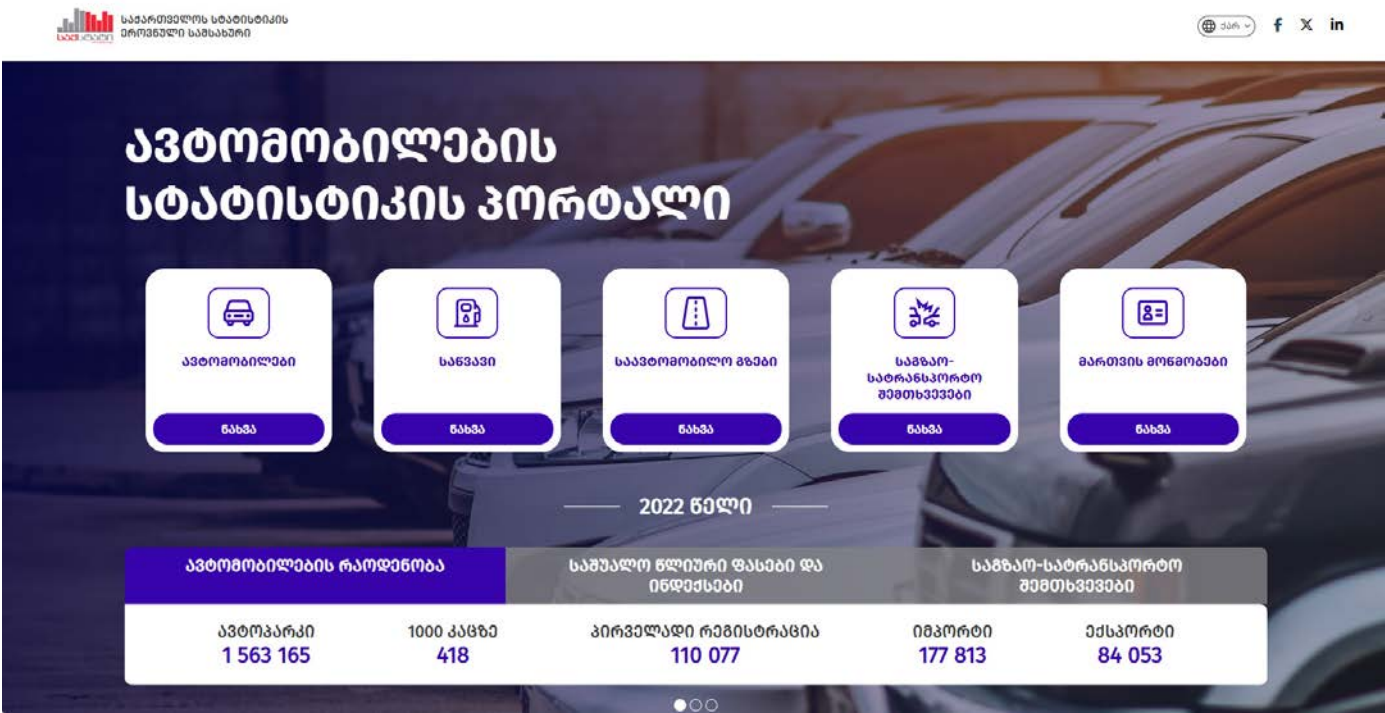 საქსტატი
საქართველოს სტატისტიკის
ეროვნული სამსახური
ქარ
f X in
ავტომობილების
სტატისტიკის პორტალი
ავტომობილები
ნახვა
საწვავი
ნახვა
საავტომობილო გზები
ნახვა
საგზაო-
სატრანსპორტო
შემთხვევები
ნახვა
მართვის მოწმობები
ნახვა
2022 წელი
ავტომობილების რაოდენობა
საშუალო წლიური ფასები და
ინდექსები
საგზაო-სატრანსპორტო
შემთხვევები
ავტოპარკი
1 563 165
1000 კაცზე
418
პირველადი რეგისტრაცია
110 077
იმპორტი
177 813
ექსპორტი
84 053